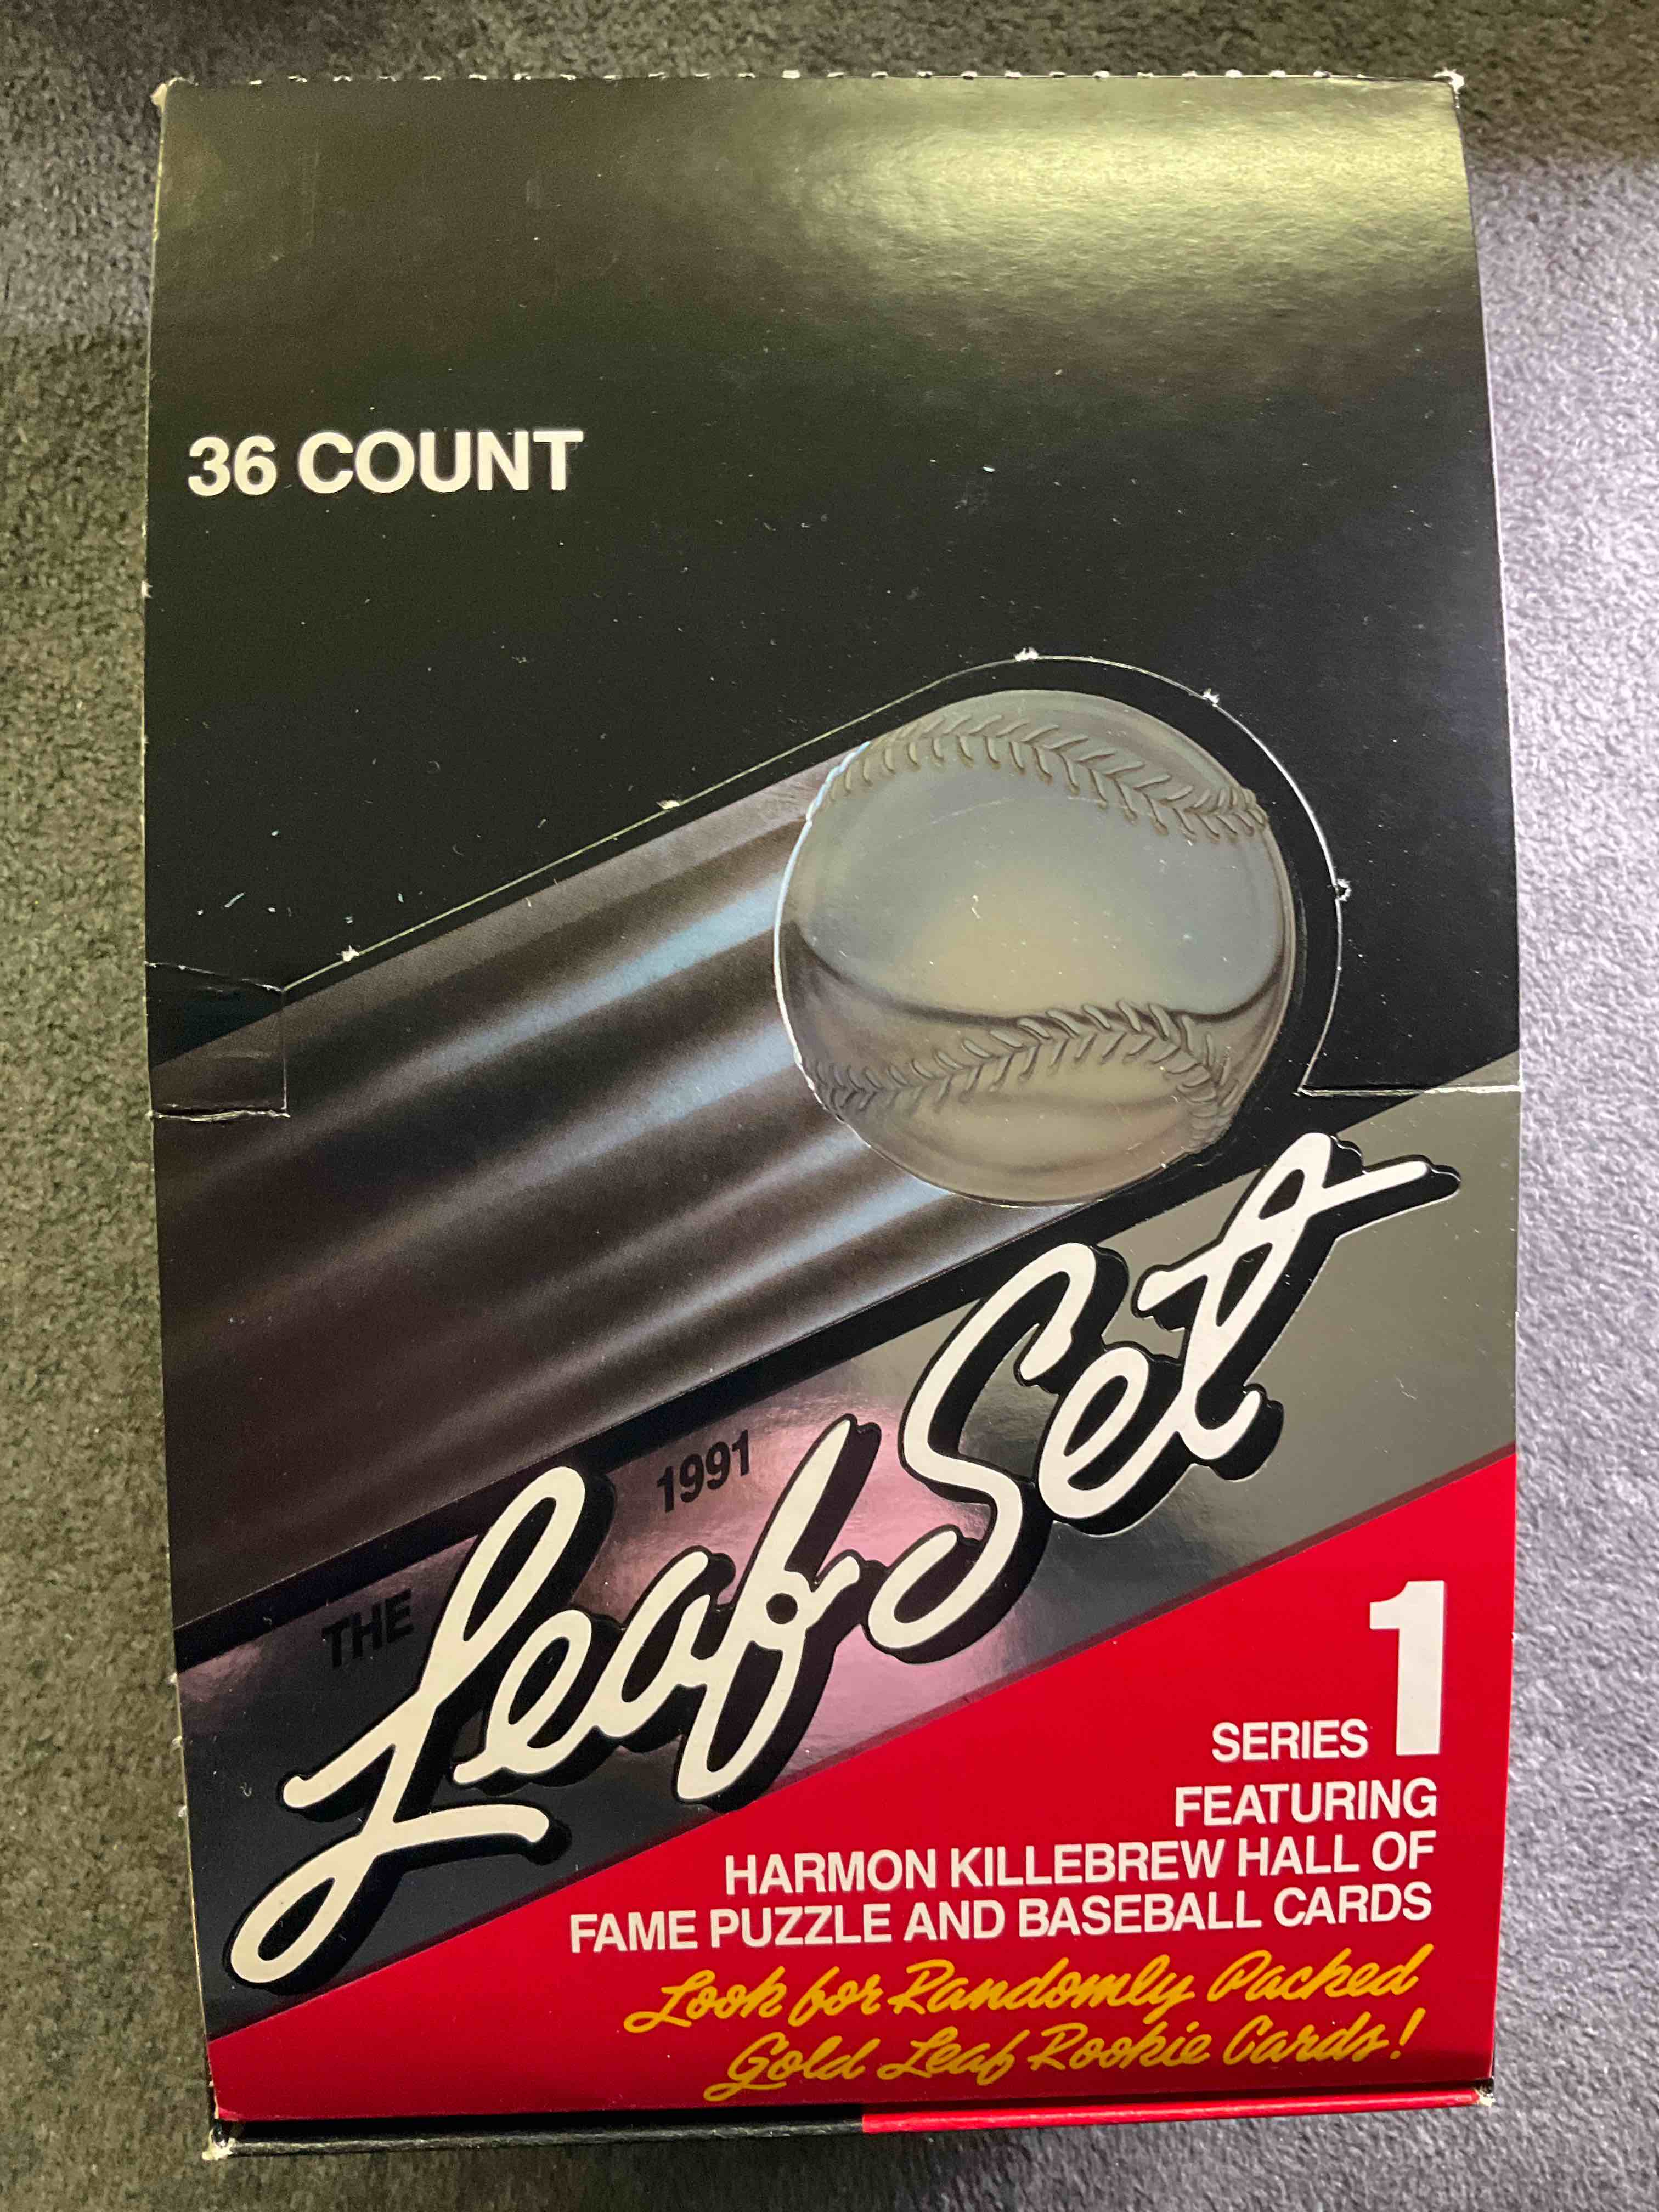 36 COUNT
THE
1991
Leaf Set
SERIES 1
FEATURING
HARMON KILLEBREW HALL OF
FAME PUZZLE AND BASEBALL CARDS
Look for Randomly Packed
Gold Leaf Rookie Cards!